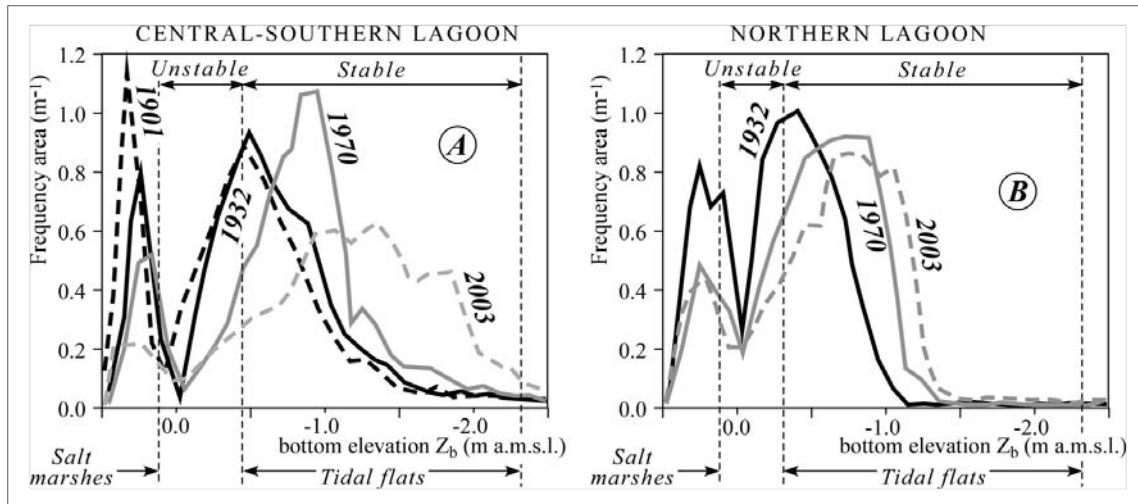 CENTRAL-SOUTHERN LAGOON
1.2
1.0
0.8
0.6
0.4
0.2
0.0
Frequency area (m⁻¹)
Unstable
Stable
1901
1932
1970
2003
A
0.0
-1.0
-2.0
bottom elevation Z_b (m a.m.s.l.)
Salt
marshes
Tidal flats
NORTHERN LAGOON
1.2
1.0
0.8
0.6
0.4
0.2
0.0
Frequency area (m⁻¹)
Unstable
Stable
1932
1970
2003
B
0.0
-1.0
-2.0
bottom elevation Z_b (m a.m.s.l.)
Salt
marshes
Tidal flats